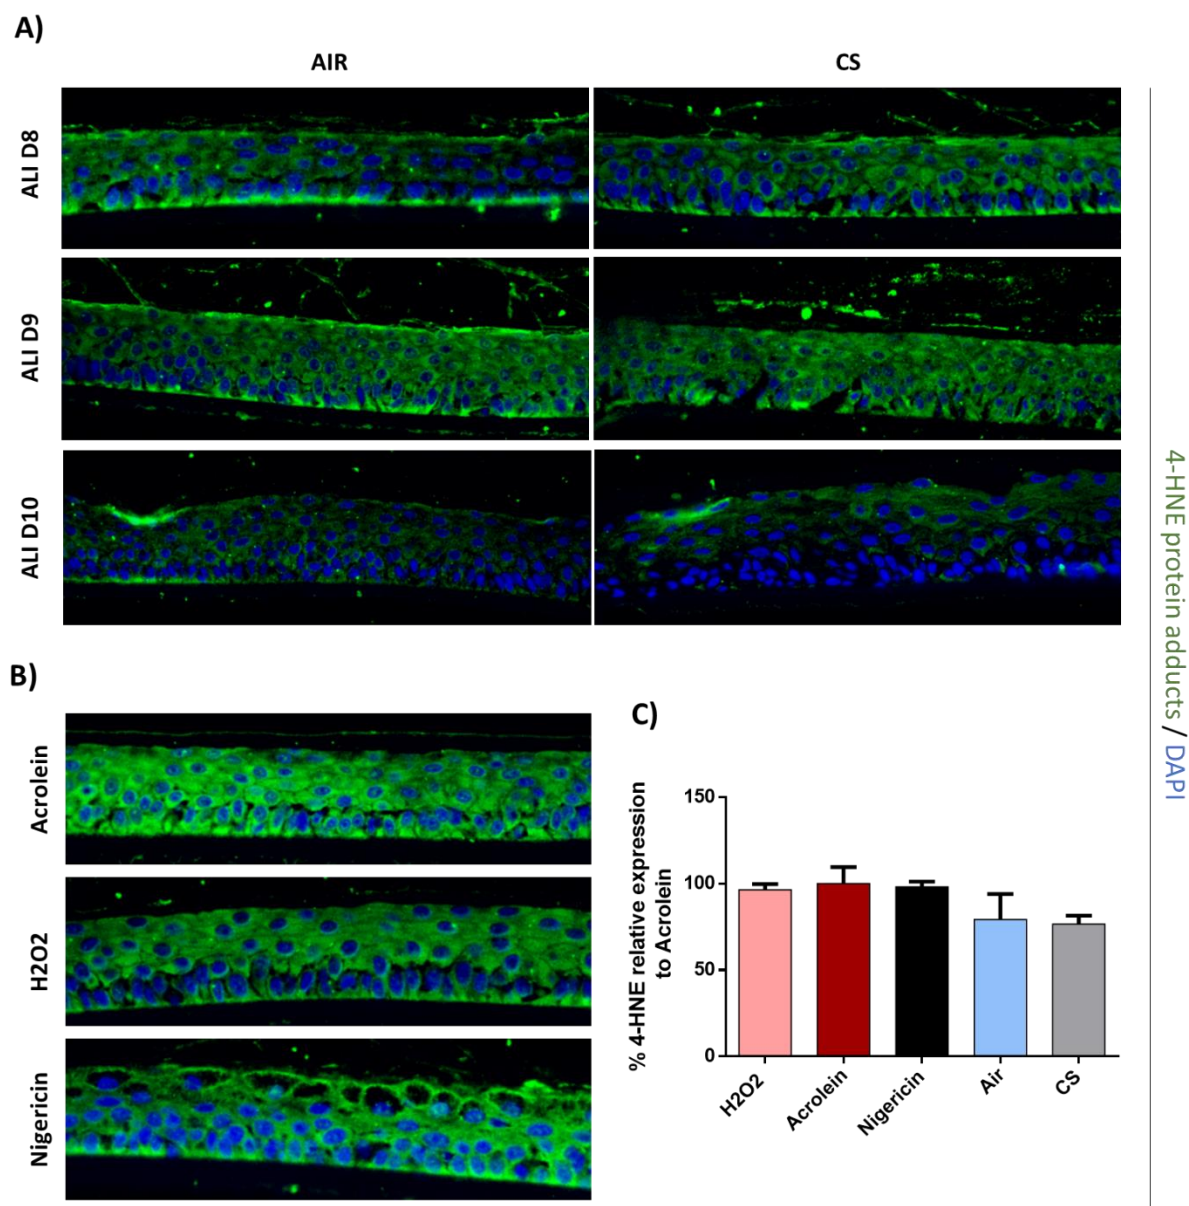 A)
AIR
CS
ALI D8
ALI D9
ALI D10
4-HNE protein adducts / DAPI
B)
Acrolein
H2O2
Nigericin
C)
% 4-HNE relative expression
to Acrolein
150
100
50
0
H2O2
Acrolein
Nigericin
Air
CS